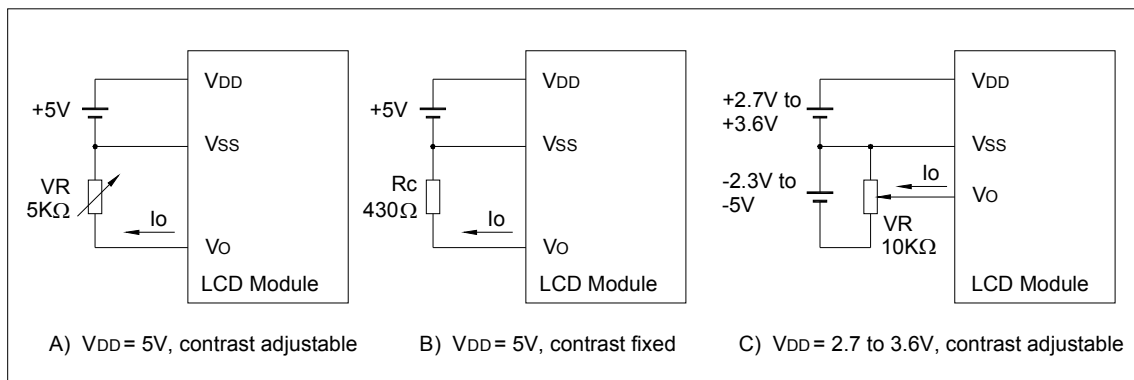 VDD
+5V
VSS
VR
5KΩ
Io
VO
LCD Module
A) VDD = 5V, contrast adjustable
VDD
+5V
VSS
Rc
430Ω
Io
VO
LCD Module
B) VDD = 5V, contrast fixed
VDD
+2.7V to
+3.6V
VSS
-2.3V to
-5V
Io
VO
VR
10KΩ
LCD Module
C) VDD = 2.7 to 3.6V, contrast adjustable